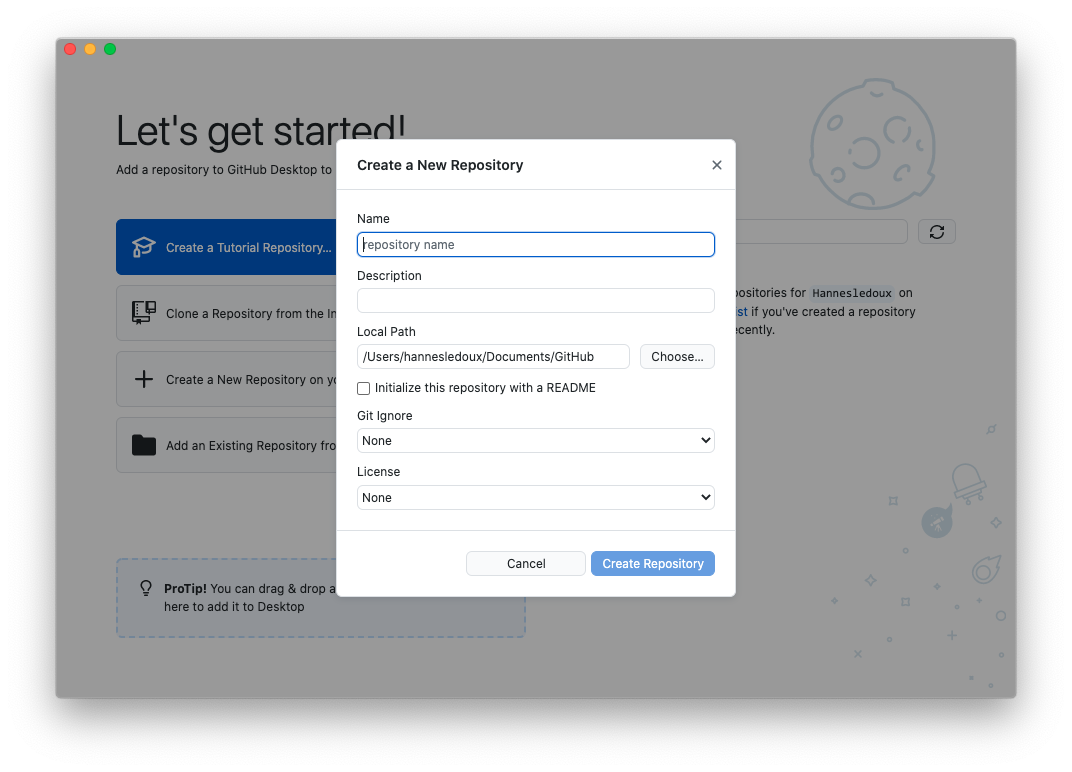 Let's get started!
Add a repository to GitHub Desktop to
Create a Tutorial Repository...
Clone a Repository from the In
Create a New Repository on yo
Add an Existing Repository fro
ProTip! You can drag & drop a
here to add it to Desktop
Create a New Repository
Name
repository name
Description
Local Path
/Users/hannesledoux/Documents/GitHub
Choose...
Initialize this repository with a README
Git Ignore
None
License
None
Cancel
Create Repository
positories for Hannesledoux on
ist if you've created a repository
ecently.